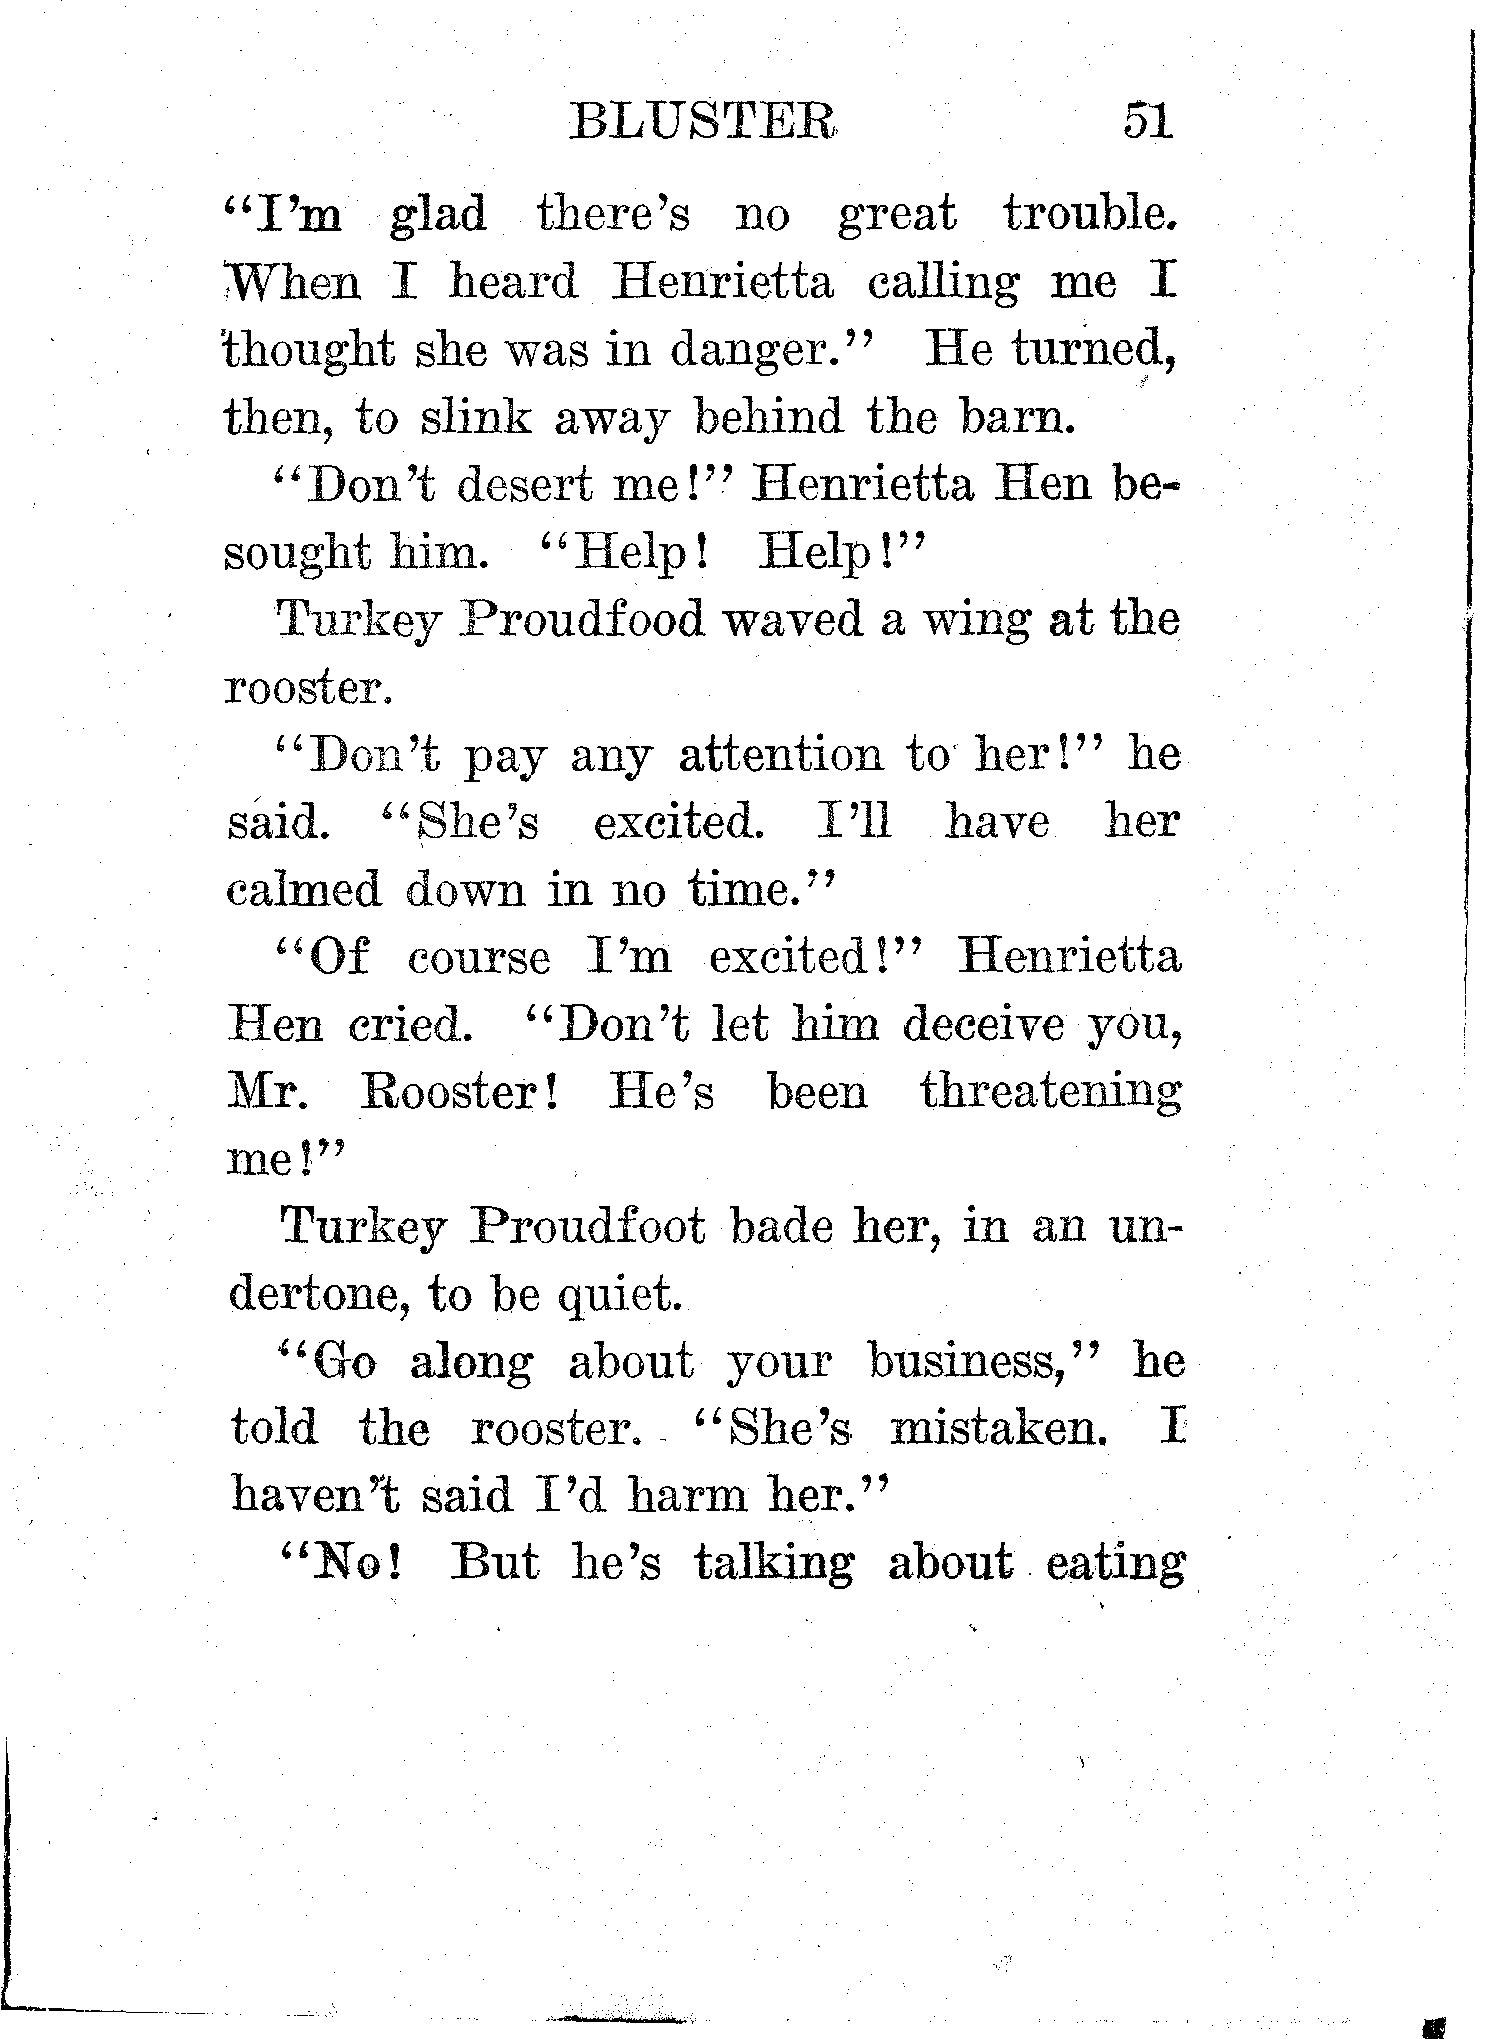 BLUSTER 51
“I’m glad there’s no great trouble.
When I heard Henrietta calling me I
thought she was in danger.” He turned,
then, to slink away behind the barn.
“Don’t desert me!” Henrietta Hen be-
sought him. “Help! Help!”
Turkey Proudfood waved a wing at the
rooster.
“Don’t pay any attention to her!” he
said. “She’s excited. I’ll have her
calmed down in no time.”
“Of course I’m excited!” Henrietta
Hen cried. “Don’t let him deceive you,
Mr. Rooster! He’s been threatening
me!”
Turkey Proudfoot bade her, in an un-
dertone, to be quiet.
“Go along about your business,” he
told the rooster. “She’s mistaken. I
haven’t said I’d harm her.”
“No! But he’s talking about eating